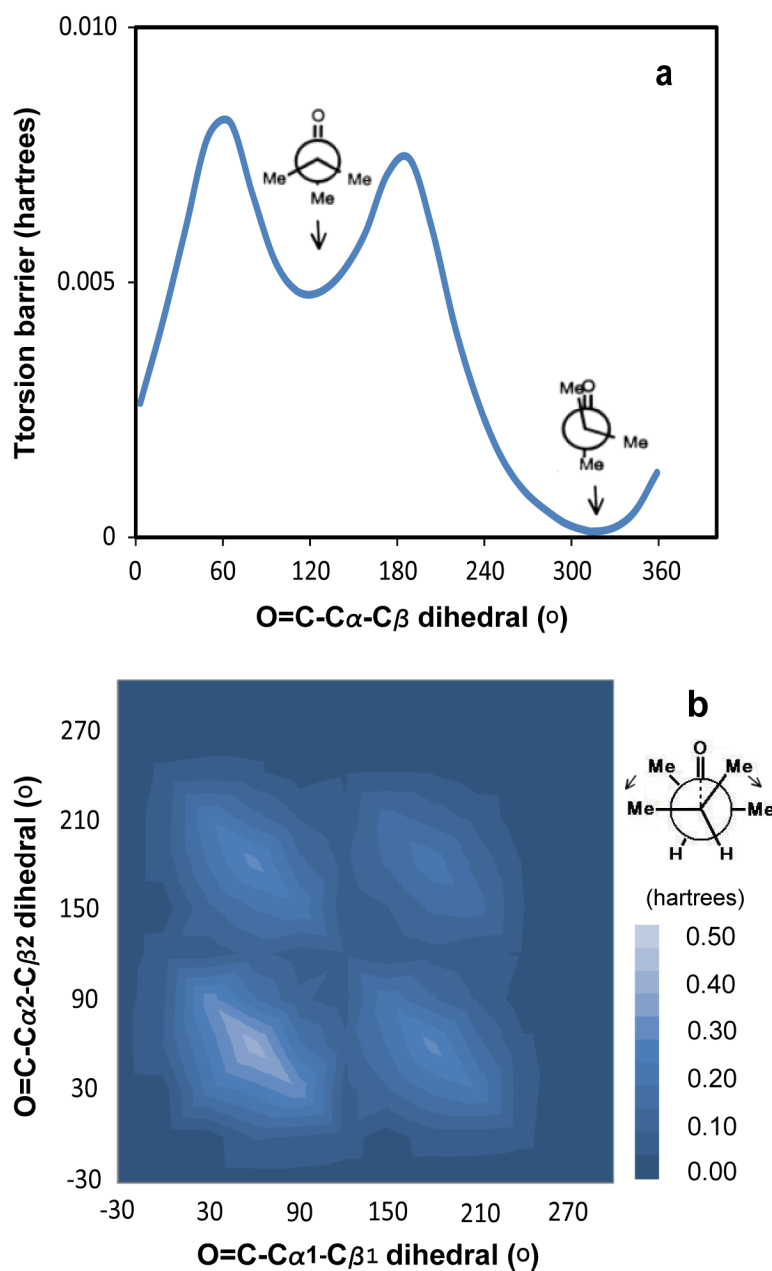 0.010
a
O
Me
Me
Me
Ttorsion barrier (hartrees)
0.005
Me
O
Me
Me
0
0
60
120
180
240
300
360
O=C-Cα-Cβ dihedral (o)
b
270
O
Me
Me
Me
Me
H
H
210
O=C-Cα2-Cβ2 dihedral (o)
150
(hartrees)
0.50
0.40
90
0.30
0.20
30
0.10
0.00
-30
-30
30
90
150
210
270
O=C-Cα1-Cβ1 dihedral (o)